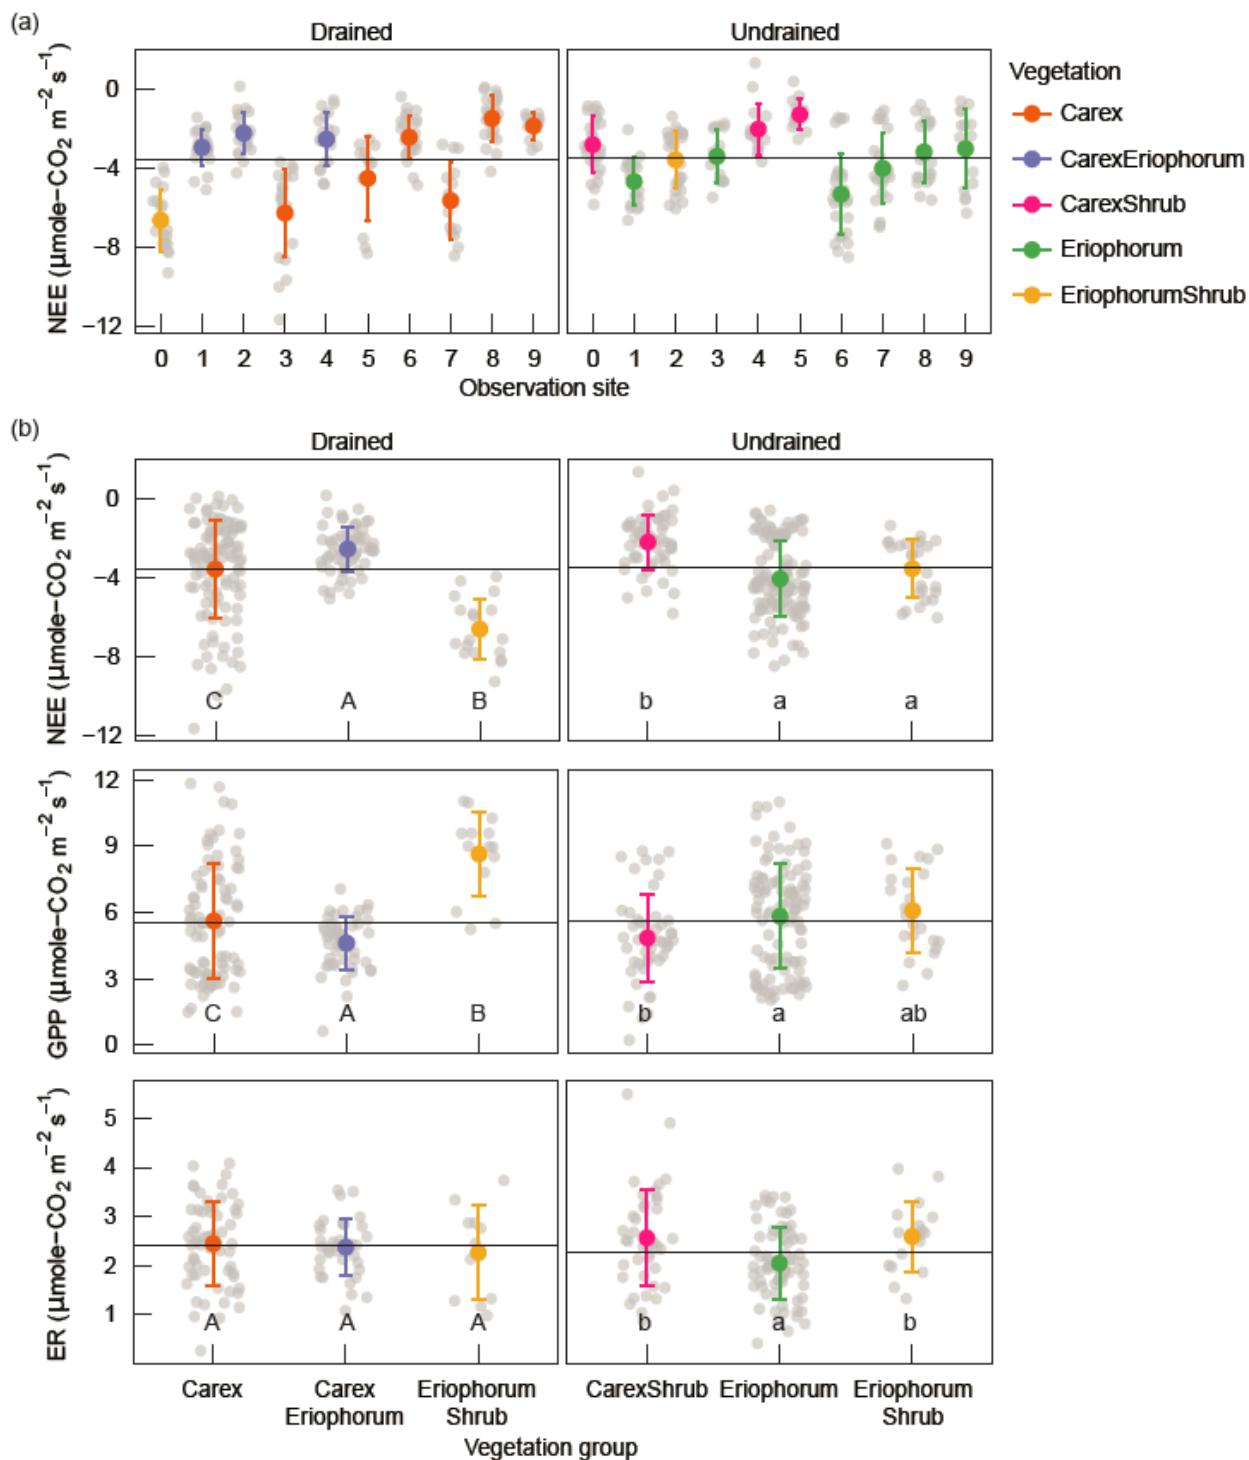 (a)
Drained Undrained
NEE (µmole−CO₂ m⁻² s⁻¹)
0
−4
−8
−12
0 1 2 3 4 5 6 7 8 9 0 1 2 3 4 5 6 7 8 9
Observation site
Vegetation
Carex
CarexEriophorum
CarexShrub
Eriophorum
EriophorumShrub
(b)
Drained Undrained
NEE (µmole−CO₂ m⁻² s⁻¹)
0
−4
−8
−12
C A B b a a
GPP (µmole−CO₂ m⁻² s⁻¹)
12
9
6
3
0
C A B b a ab
ER (µmole−CO₂ m⁻² s⁻¹)
5
4
3
2
1
A A A b a b
Carex Carex Eriophorum CarexShrub Eriophorum Eriophorum
Eriophorum Shrub Shrub
Vegetation group